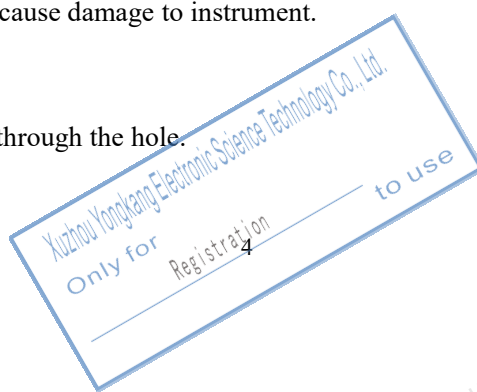 cause damage to instrument.
through the hole.
Xuzhou Yongkang Electronic Science Technology Co., Ltd.
Only for Registration to use
4